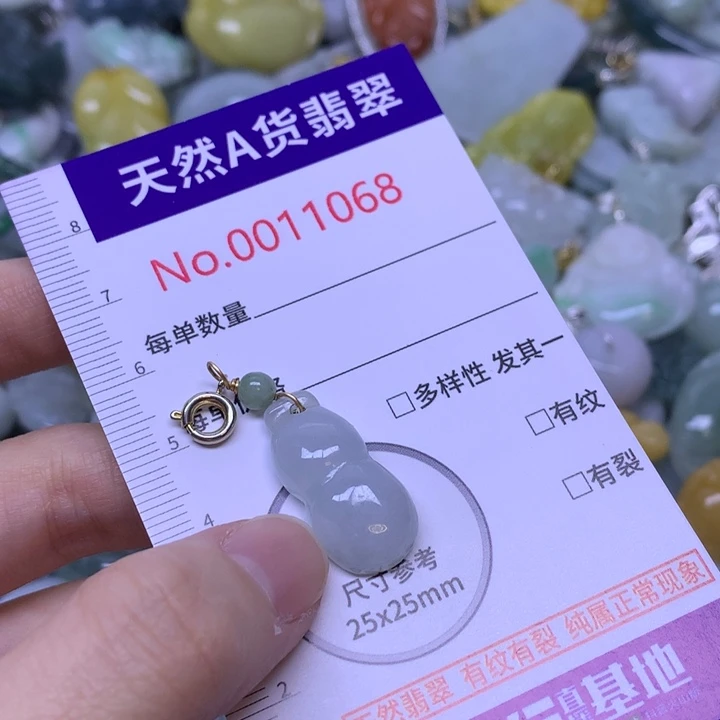 天然A货翡翠
No.0011068
8
7
每单数量
6
□多样性 发其一
5
□有纹
□有裂
4
尺寸参考
25x25mm
天然翡翠 有纹有裂 纯属正常现象
2
基地